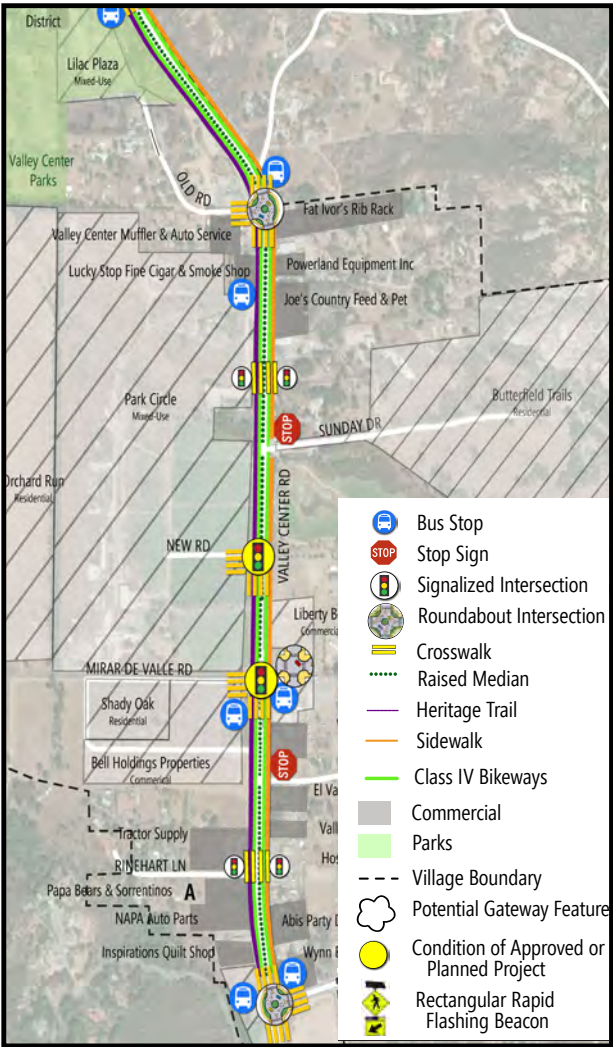 District
Lilac Plaza
Mixed-Use
Valley Center
Parks
OLD RD
Fat Ivor's Rib Rack
Valley Center Muffler & Auto Service
Lucky Stop Fine Cigar & Smoke Shop
Powerland Equipment Inc
Joe's Country Feed & Pet
Park Circle
Mixed-Use
Butterfield Trails
Residential
STOP
SUNDAY DR
Orchard Run
Residential
VALLEY CENTER RD
NEW RD
Liberty B
Commercia
MIRAR DE VALLE RD
Shady Oak
Residential
Bell Holdings Properties
Commerical
STOP
El Va
Tractor Supply
Vall
RINEHART LN
Hos
Papa Bears & Sorrentinos
A
NAPA Auto Parts
Abis Party D
Inspirations Quilt Shop
Wynn E
Bus Stop
STOP
Stop Sign
Signalized Intersection
Roundabout Intersection
Crosswalk
Raised Median
Heritage Trail
Sidewalk
Class IV Bikeways
Commercial
Parks
Village Boundary
Potential Gateway Feature
Condition of Approved or
Planned Project
Rectangular Rapid
Flashing Beacon